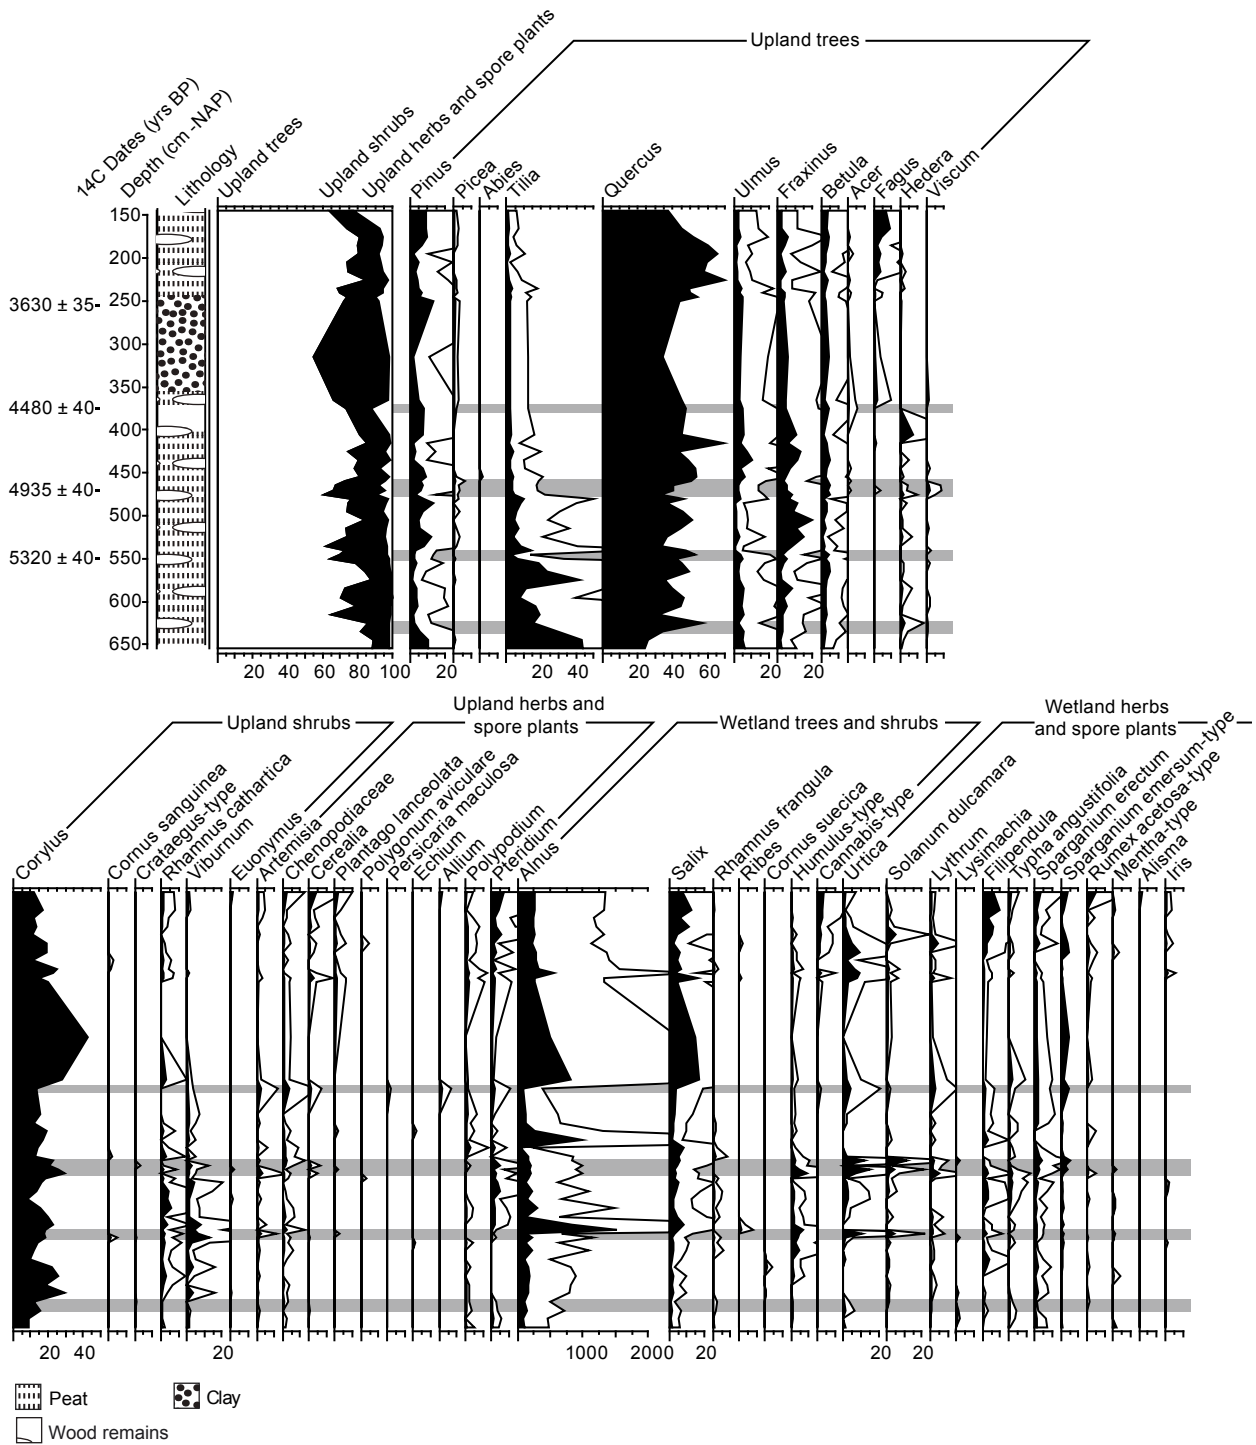 Upland trees
14C Dates (yrs BP)
Depth (cm -NAP)
Lithology
Upland trees
Upland shrubs
Upland herbs and spore plants
Pinus
Picea
Abies
Tilia
Quercus
Ulmus
Fraxinus
Betula
Acer
Fagus
Hedera
Viscum
150
200
250
3630 ± 35-
300
350
4480 ± 40-
400
450
4935 ± 40-
500
5320 ± 40-
550
600
650
20 40 60 80 100 20 20 40 20 40 60 20 20
Upland shrubs
Upland herbs and
spore plants
Wetland trees and shrubs
Wetland herbs
and spore plants
Corylus
Cornus sanguinea
Crataegus-type
Rhamnus cathartica
Viburnum
Euonymus
Artemisia
Chenopodiaceae
Cerealia
Plantago lanceolata
Polygonum aviculare
Persicaria maculosa
Echium
Allium
Polypodium
Pteridium
Alnus
Salix
Rhamnus frangula
Ribes
Cornus suecica
Humulus-type
Cannabis-type
Urtica
Solanum dulcamara
Lythrum
Lysimachia
Filipendula
Typha angustifolia
Sparganium erectum
Sparganium emersum-type
Rumex acetosa-type
Mentha-type
Alisma
Iris
20 40 20 1000 2000 20 20 20
Peat
Clay
Wood remains